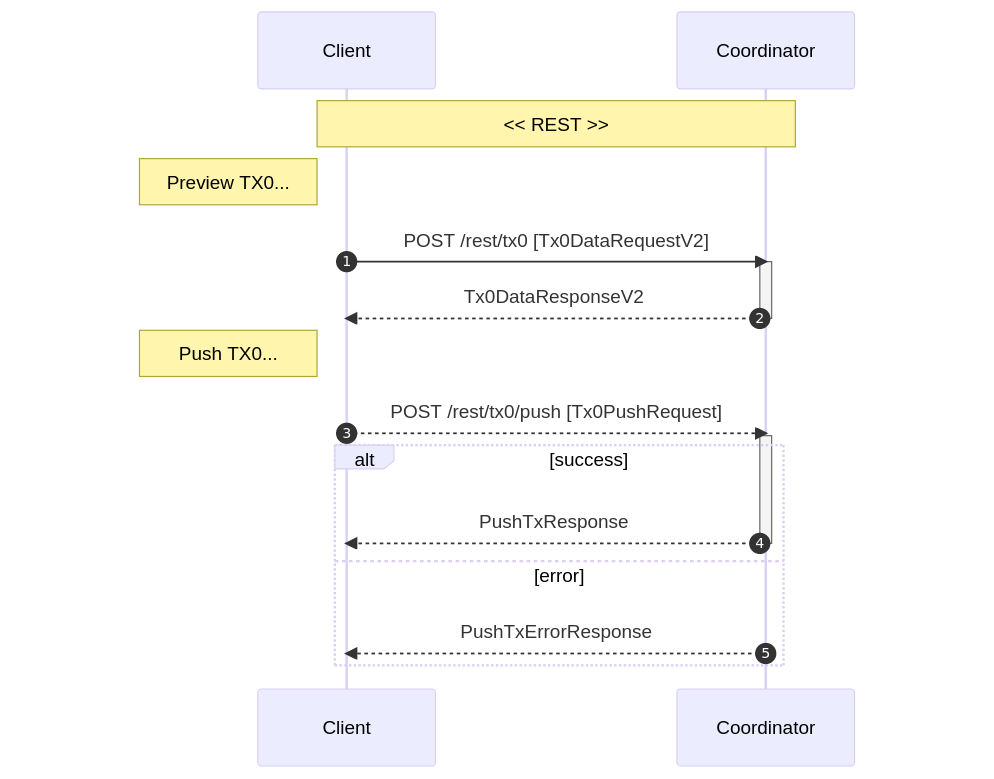 Client
Coordinator
<< REST >>
Preview TX0...
POST /rest/tx0 [Tx0DataRequestV2]
1
Tx0DataResponseV2
2
Push TX0...
POST /rest/tx0/push [Tx0PushRequest]
3
alt
[success]
PushTxResponse
4
[error]
PushTxErrorResponse
5
Client
Coordinator